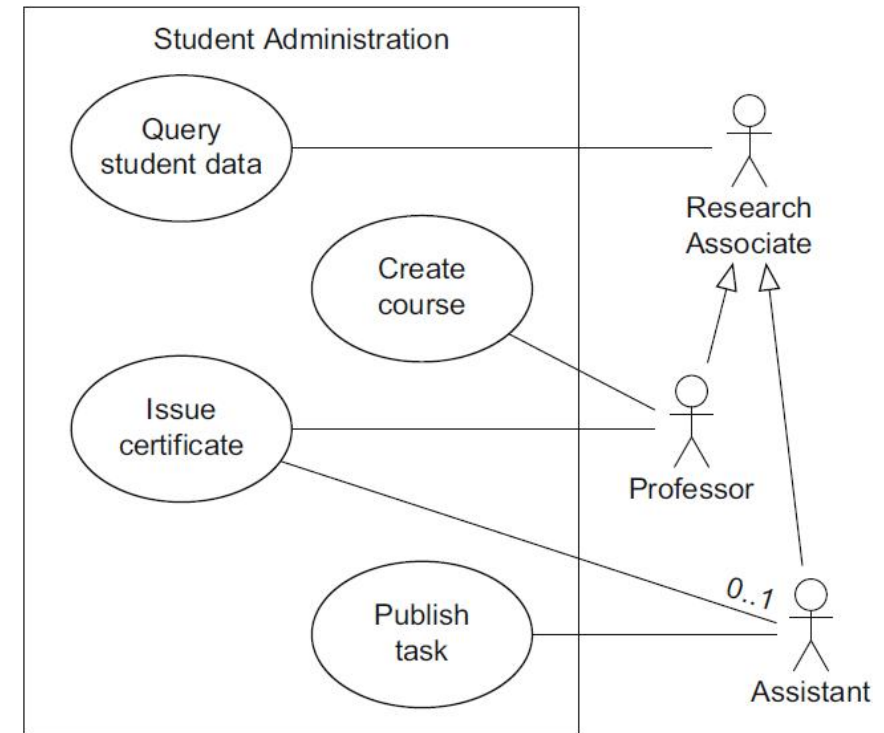 Student Administration
Query
student data
Research
Associate
Create
course
Issue
certificate
Professor
0..1
Publish
task
Assistant